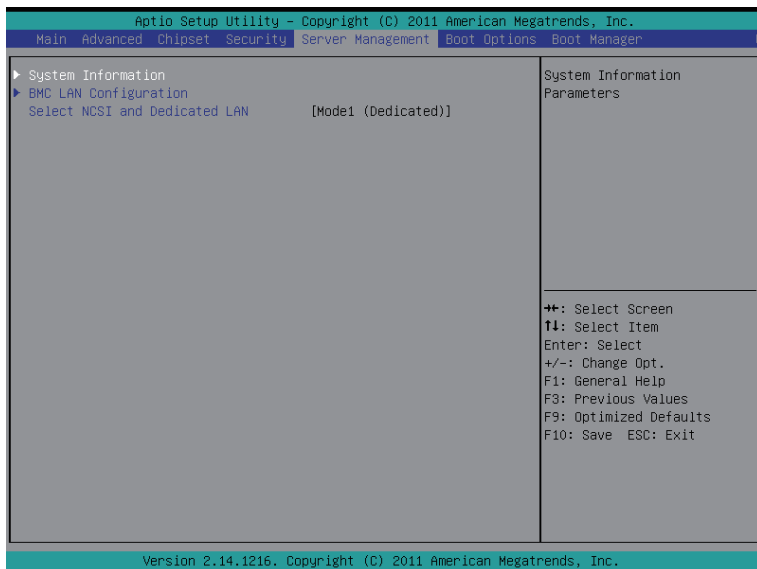 Aptio Setup Utility – Copyright (C) 2011 American Megatrends, Inc.
Main Advanced Chipset Security Server Management Boot Options Boot Manager
▶ System Information
▶ BMC LAN Configuration
Select NCSI and Dedicated LAN [Mode1 (Dedicated)]
System Information
Parameters
→←: Select Screen
↑↓: Select Item
Enter: Select
+/-: Change Opt.
F1: General Help
F3: Previous Values
F9: Optimized Defaults
F10: Save ESC: Exit
Version 2.14.1216. Copyright (C) 2011 American Megatrends, Inc.